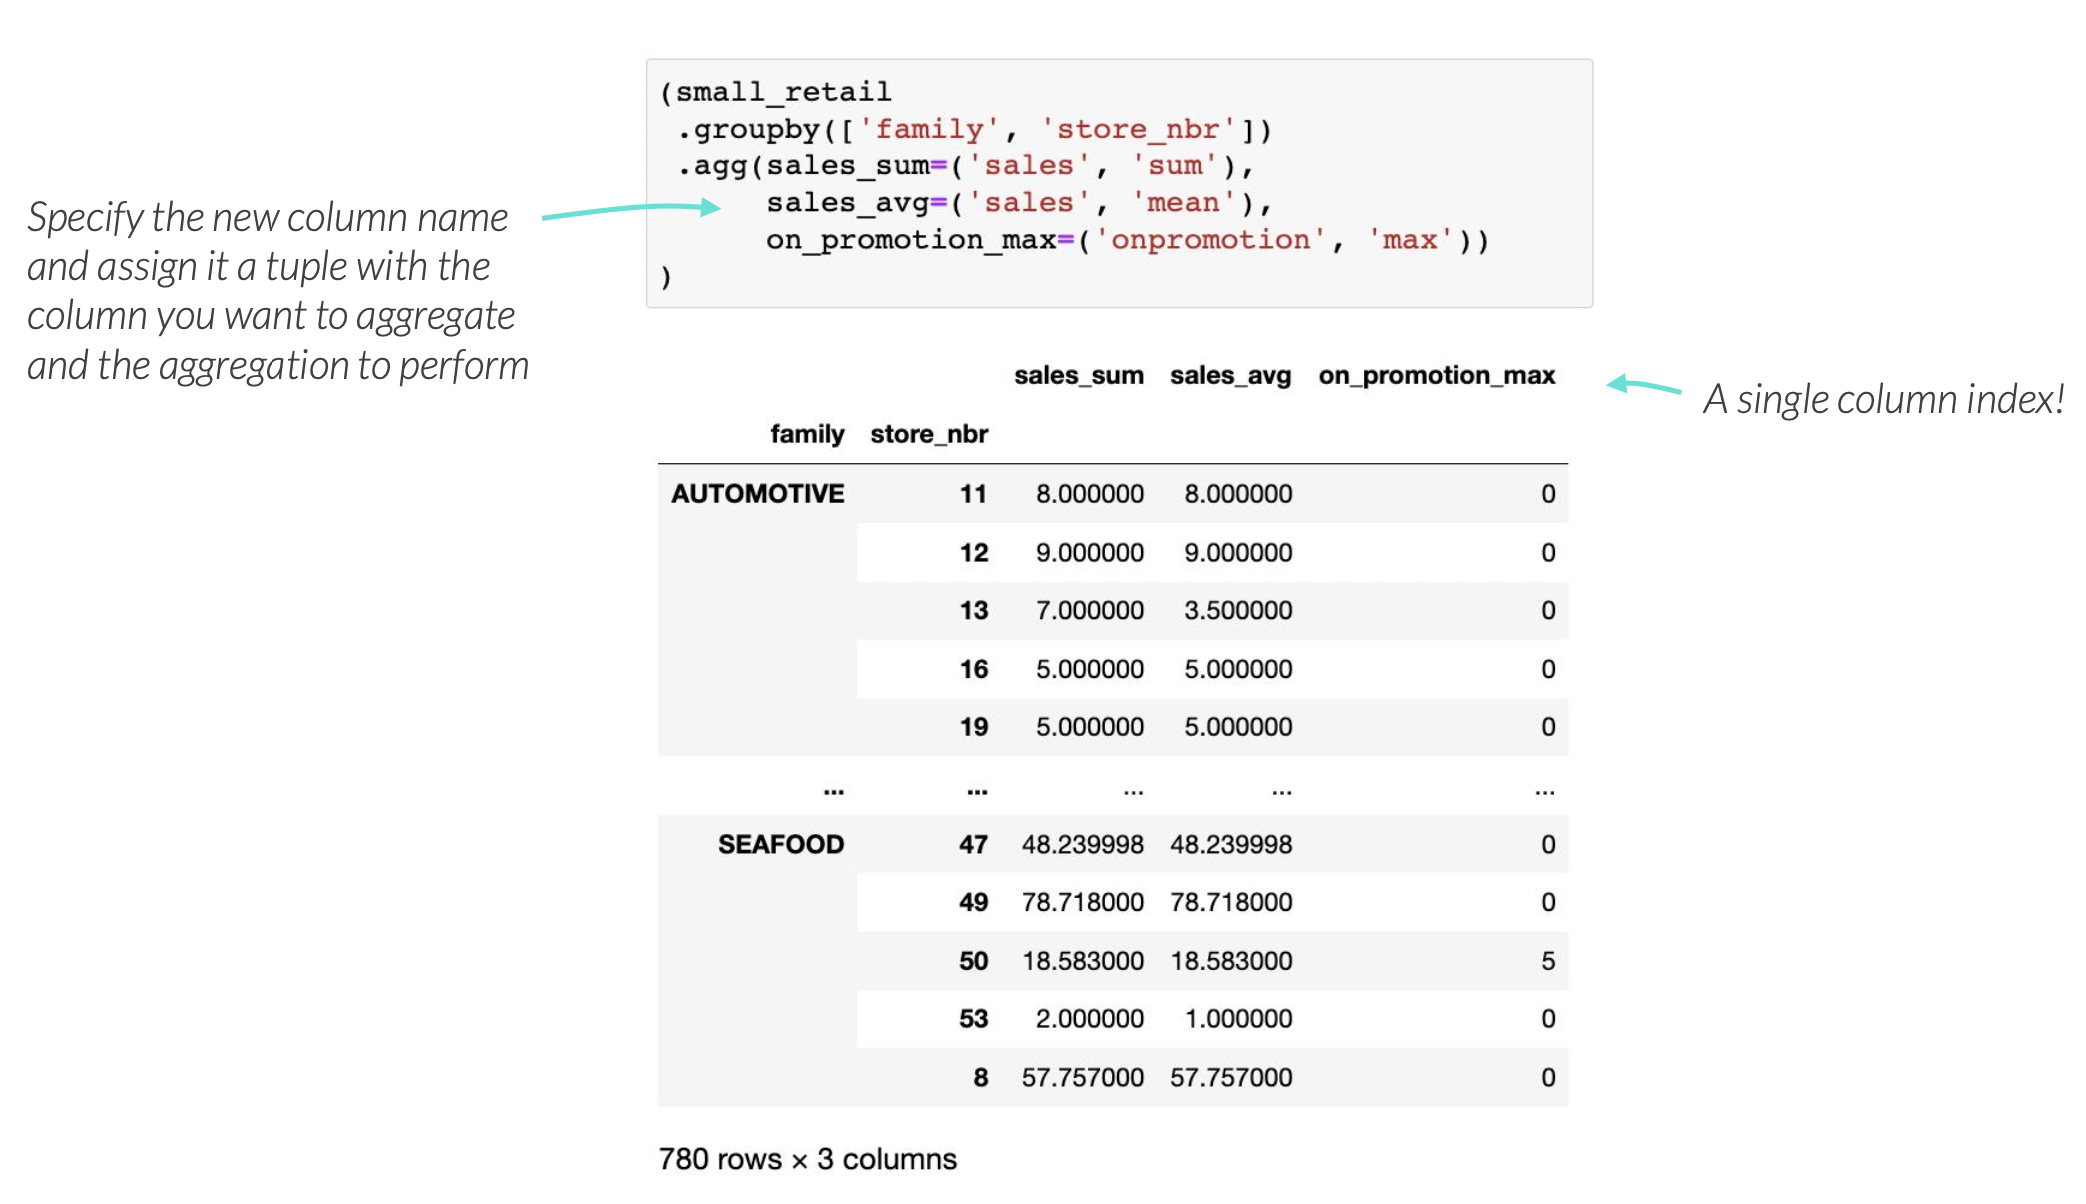 (small_retail
.groupby(['family', 'store_nbr'])
.agg(sales_sum=('sales', 'sum'),
sales_avg=('sales', 'mean'),
on_promotion_max=('onpromotion', 'max'))
)
Specify the new column name
and assign it a tuple with the
column you want to aggregate
and the aggregation to perform
sales_sum sales_avg on_promotion_max
A single column index!
family store_nbr
AUTOMOTIVE 11 8.000000 8.000000 0
12 9.000000 9.000000 0
13 7.000000 3.500000 0
16 5.000000 5.000000 0
19 5.000000 5.000000 0
... ... ... ... ...
SEAFOOD 47 48.239998 48.239998 0
49 78.718000 78.718000 0
50 18.583000 18.583000 5
53 2.000000 1.000000 0
8 57.757000 57.757000 0
780 rows × 3 columns